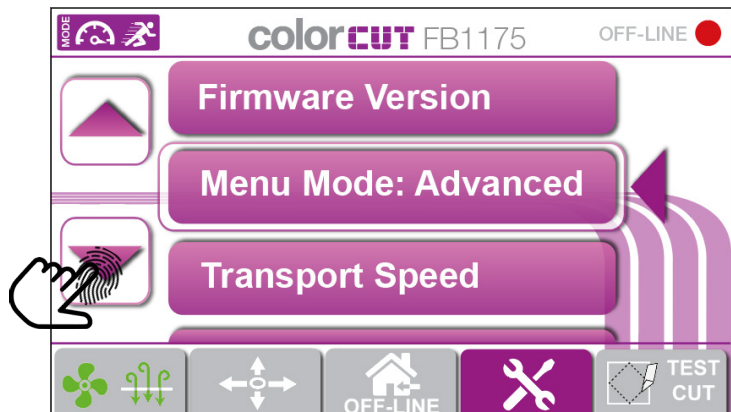 MODE
colorCUT FB1175
OFF-LINE
Firmware Version
Menu Mode: Advanced
Transport Speed
OFF-LINE
TEST
CUT